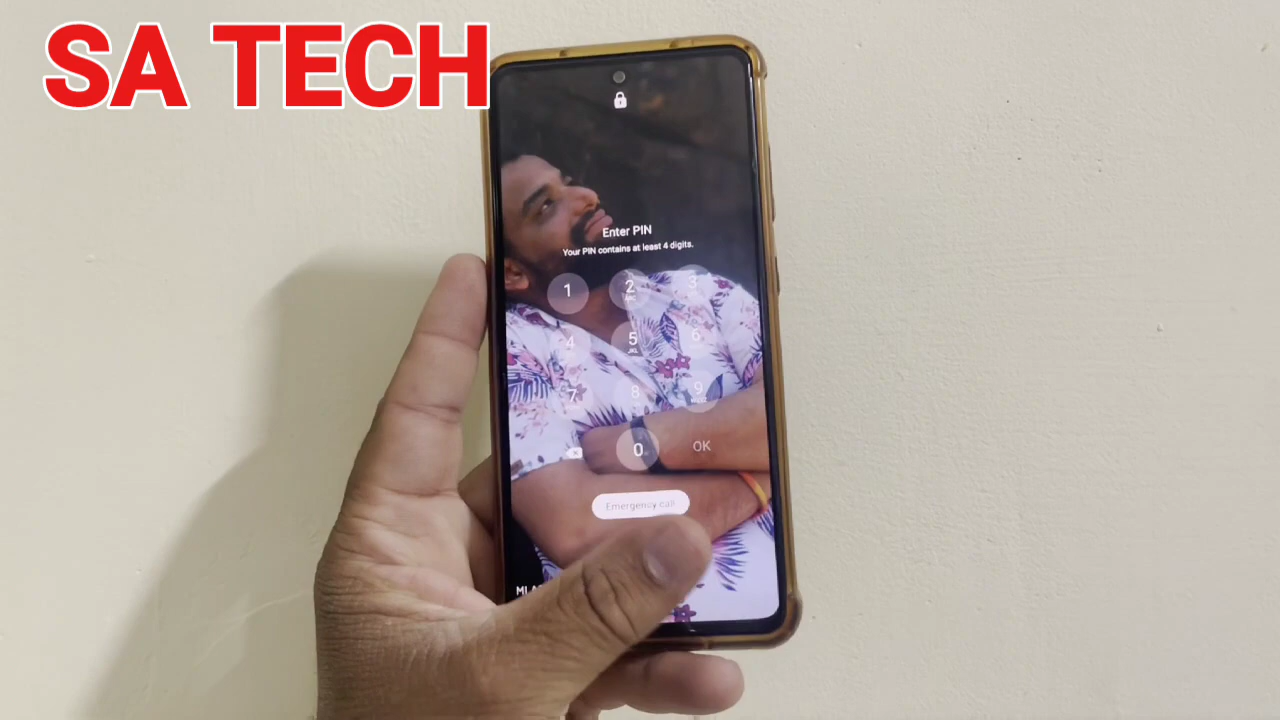 SA TECH
Enter PIN
Your PIN contains at least 4 digits.
1 2 3
4 5 6
JKL
7 8 9
0 OK
Emergency call